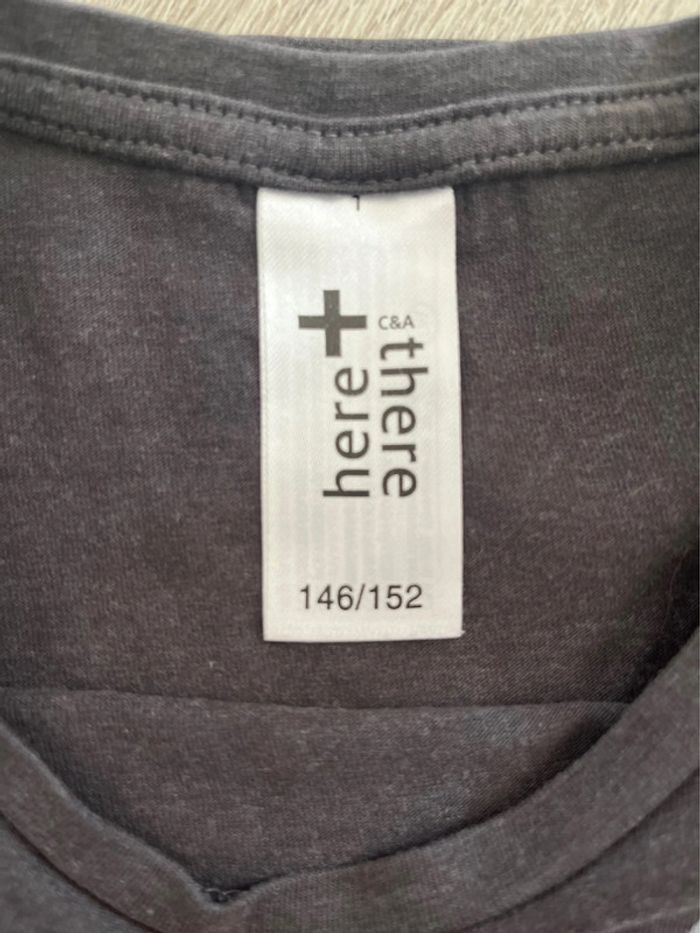 here +
C&A
there
146/152